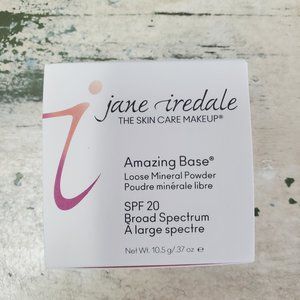 jane iredale
THE SKIN CARE MAKEUP®
Amazing Base®
Loose Mineral Powder
Poudre minérale libre
SPF 20
Broad Spectrum
À large spectre
Net Wt. 10.5 g/.37 oz e